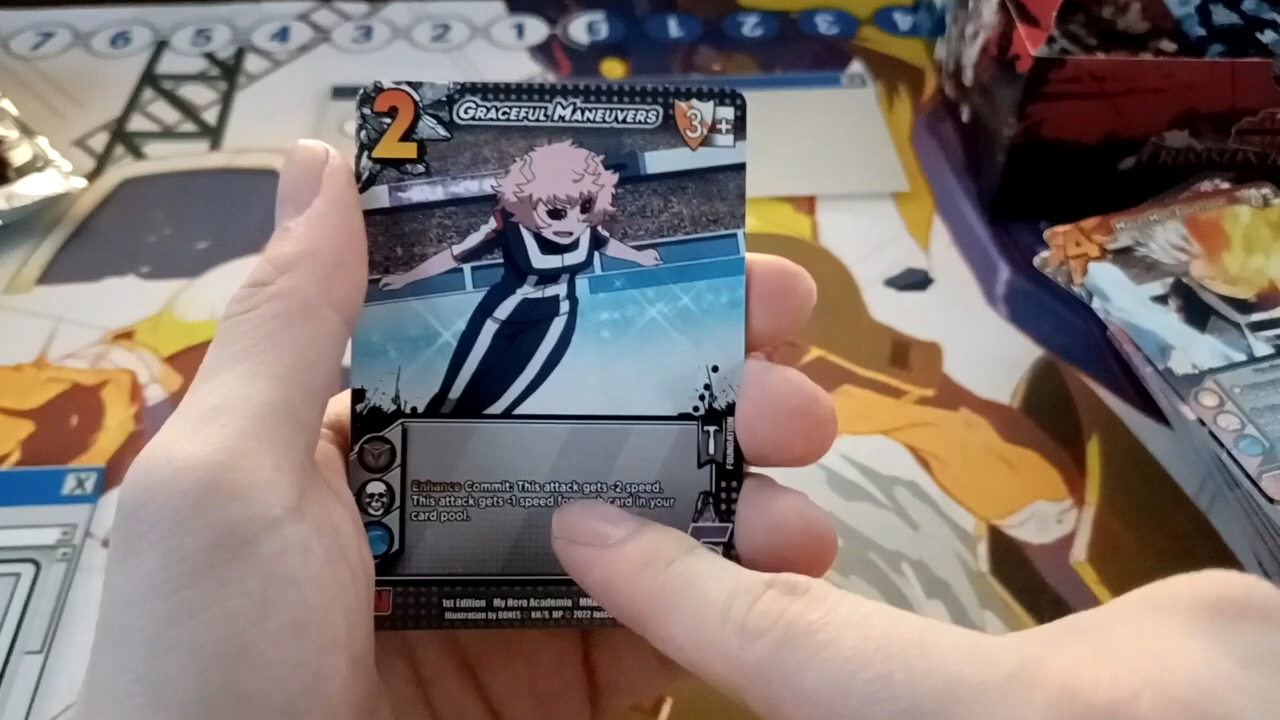 7 6 5 4 3 2 1 0 1 2 3 4
2
GRACEFUL MANEUVERS
3 +
FOUNDATION
Enhance Commit: This attack gets -2 speed.
This attack gets -1 speed for card in your
card pool.
1st Edition My Hero Academia
Illustration by BONES © KH/S, MP © 2022
4
X